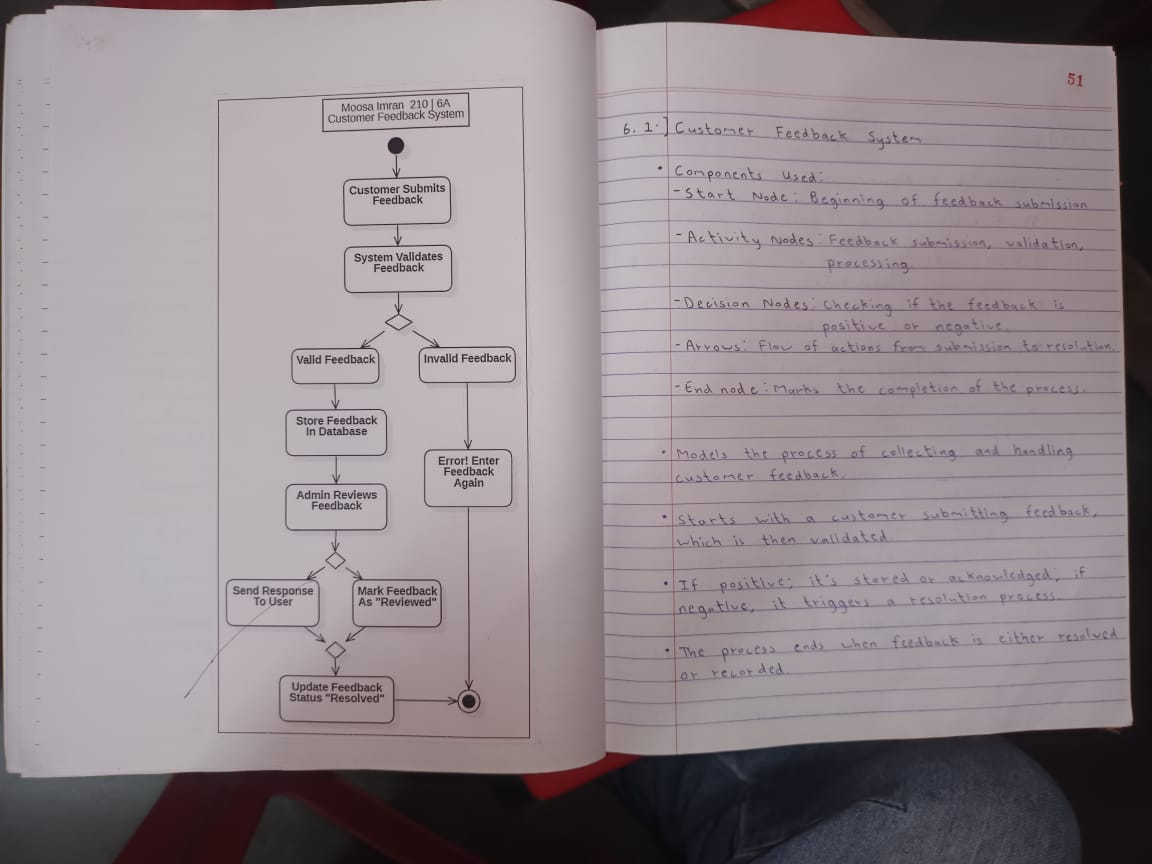 Moosa Imran 210 | 6A
Customer Feedback System
Customer Submits
Feedback
System Validates
Feedback
Valid Feedback
Invalid Feedback
Store Feedback
In Database
Error! Enter
Feedback
Again
Admin Reviews
Feedback
Send Response
To User
Mark Feedback
As "Reviewed"
Update Feedback
Status "Resolved"
51
6. 1.] Customer Feedback System
• Components used:
- Start Node: Beginning of feedback submission
- Activity Nodes: Feedback submission, validation,
processing.
- Decision Nodes: Checking if the feedback is
positive or negative.
- Arrows: Flow of actions from submission to resolution.
- End node: Marks the completion of the process.
• Models the process of collecting and handling
customer feedback.
• Starts with a customer submitting feedback,
which is then validated.
• If positive; it's stored or acknowledged; if
negative, it triggers a resolution process.
• The process ends when feedback is either resolved
or recorded.